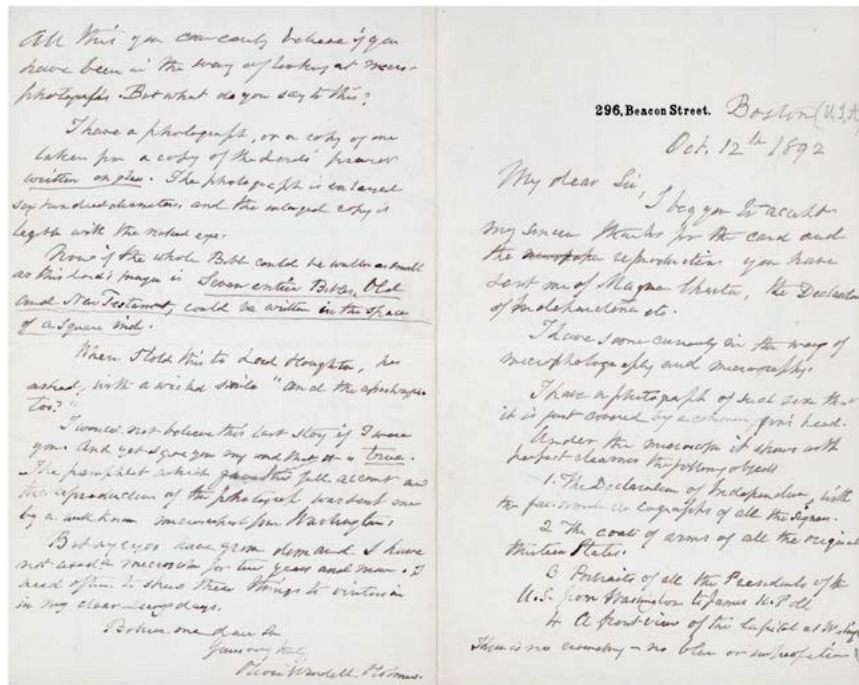 296, Beacon Street. Boston (U.S.A
Oct. 12th 1892
My dear Sir,
I beg you to accept
my sincere thanks for the card and
the newspaper reproductions you have
sent me of Magna Charta, the Declaration
of Independence etc.
I have some curiosity in the way of
microphotography and micrography.
I have a photograph of such size that
it is just covered by a common pin's head.
Under the microscope it shows with
perfect clearness the following objects
1. The Declaration of Independence, with
the fac-simile autographs of all the signers.
2 The coats of arms of all the original
thirteen States.
3 Portraits of all the Presidents of the
U.S. from Washington to James K. Polk
4 A front view of the Capitol at
There is no crowding - no blur or imperfection
All this you can easily believe if you
have been in the way of looking at micro-
photographs. But what do you say to this?
I have a photograph, or a copy of one
taken from a copy of the Lord's prayer
written on glass. The photograph is enlarged
six hundred diameters and the enlarged copy is
legible with the naked eye.
Now if the whole Bible could be written as small
as this Lord's prayer is Seven entire Bibles, Old
and New Testament, could be written in the space
of a square inch.
When I told this to Lord Houghton, he
asked, with a wicked smile "and the apochrypha
too?"
I would not believe this last story if I were
you. And yet I give you my word that it is true.
The pamphlet which gave the full account and
the reproduction of the photograph was sent me
by a well known microscopist from Washington.
But my eyes have grown dim and I have
not used a microscope for ten years and more. I
used often to show these things to visitors in
in my clear-seeing days.
Believe me dear Sir
Yours very truly
Oliver Wendell Holmes.